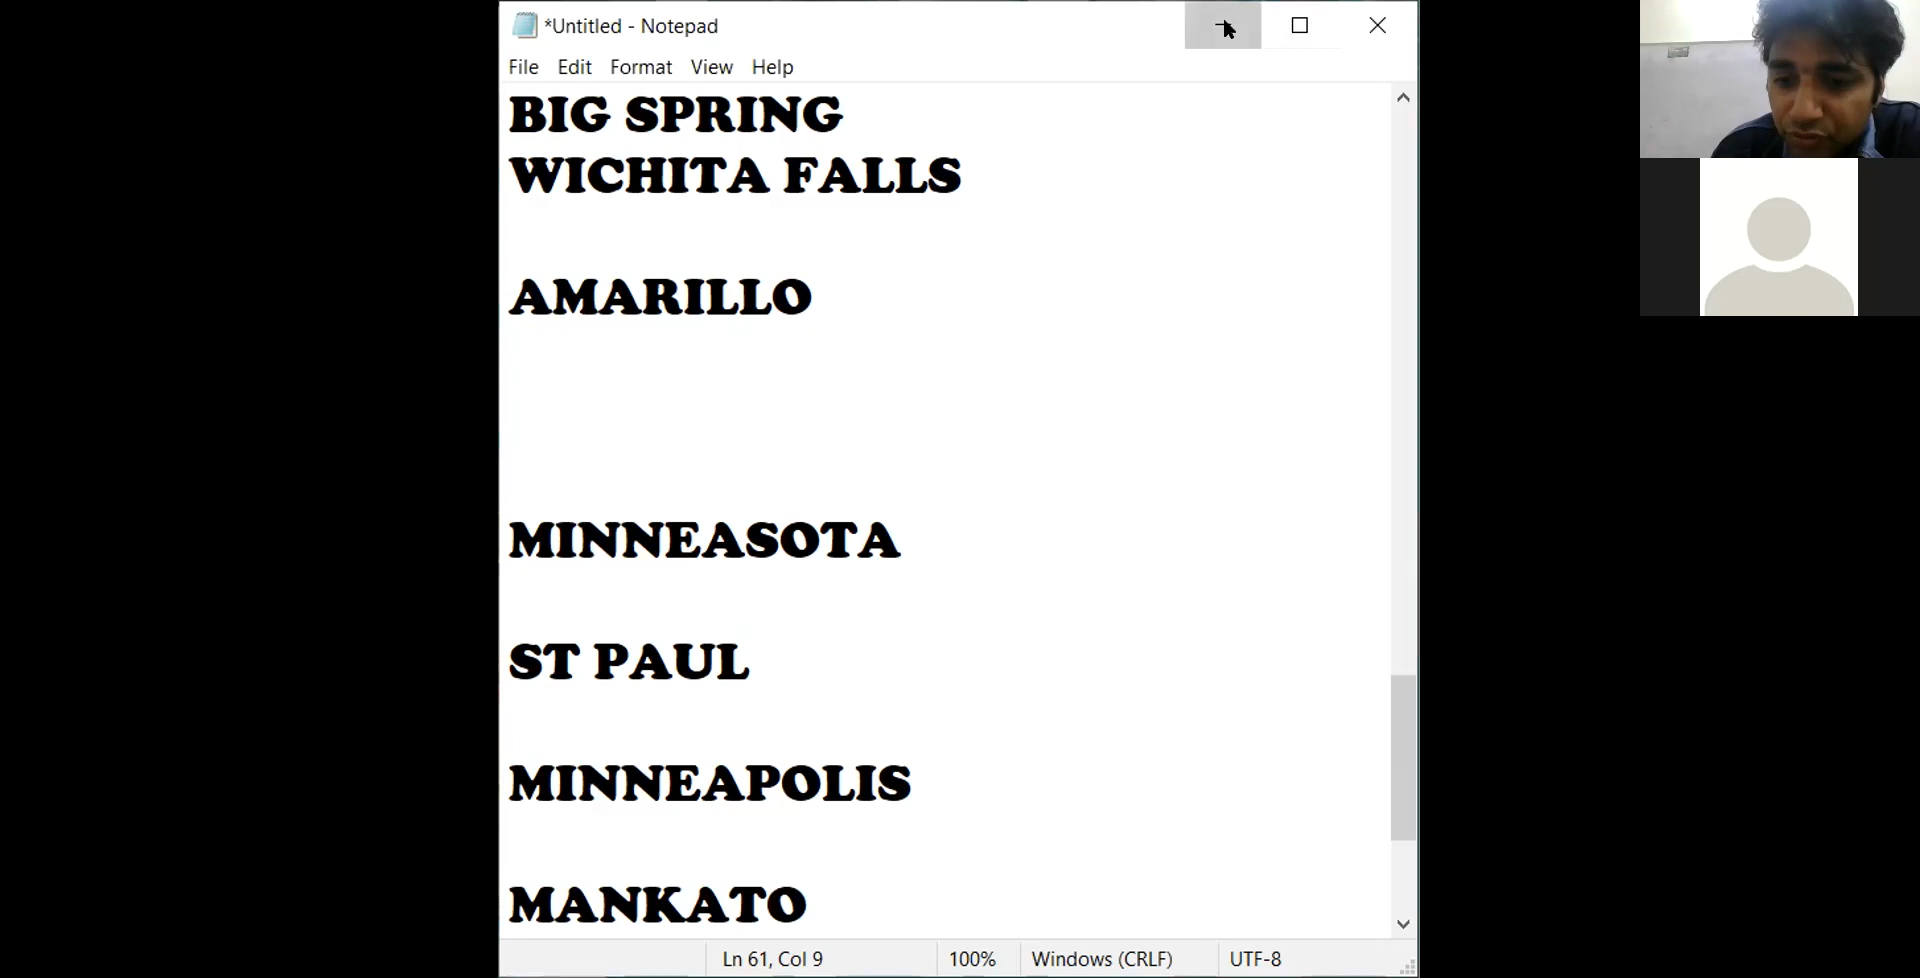 *Untitled - Notepad
File Edit Format View Help
BIG SPRING
WICHITA FALLS
AMARILLO
MINNEASOTA
ST PAUL
MINNEAPOLIS
MANKATO
Ln 61, Col 9 100% Windows (CRLF) UTF-8